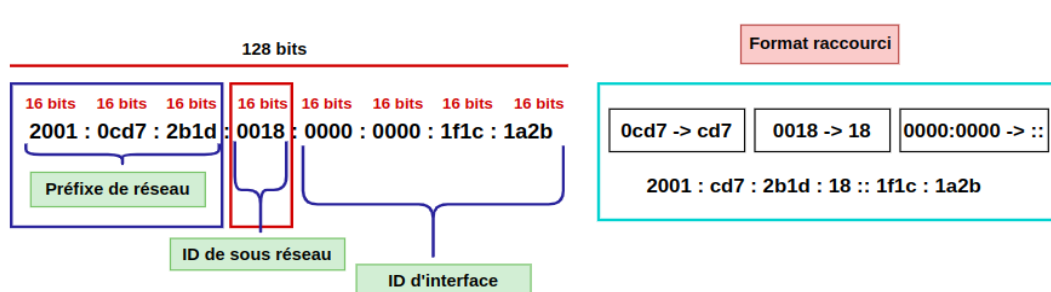 128 bits
16 bits 16 bits 16 bits 16 bits 16 bits 16 bits 16 bits 16 bits
2001 : 0cd7 : 2b1d : 0018 : 0000 : 0000 : 1f1c : 1a2b
Préfixe de réseau
ID de sous réseau
ID d'interface
Format raccourci
0cd7 -> cd7
0018 -> 18
0000:0000 -> ::
2001 : cd7 : 2b1d : 18 :: 1f1c : 1a2b